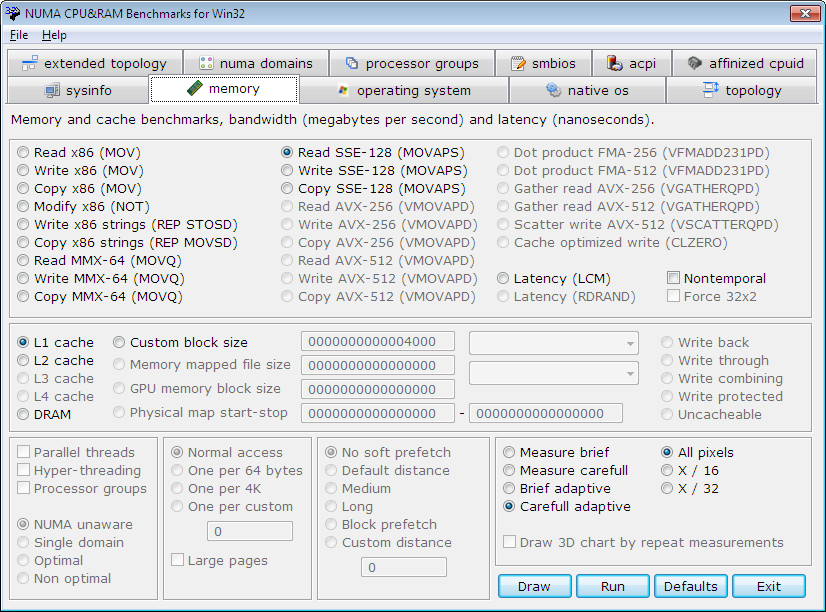 NUMA CPU&RAM Benchmarks for Win32
File Help
extended topology numa domains processor groups smbios acpi affinized cpuid
sysinfo memory operating system native os topology
Memory and cache benchmarks, bandwidth (megabytes per second) and latency (nanoseconds).
Read x86 (MOV)
Write x86 (MOV)
Copy x86 (MOV)
Modify x86 (NOT)
Write x86 strings (REP STOSD)
Copy x86 strings (REP MOVSD)
Read MMX-64 (MOVQ)
Write MMX-64 (MOVQ)
Copy MMX-64 (MOVQ)
Read SSE-128 (MOVAPS)
Write SSE-128 (MOVAPS)
Copy SSE-128 (MOVAPS)
Read AVX-256 (VMOVAPD)
Write AVX-256 (VMOVAPD)
Copy AVX-256 (VMOVAPD)
Read AVX-512 (VMOVAPD)
Write AVX-512 (VMOVAPD)
Copy AVX-512 (VMOVAPD)
Dot product FMA-256 (VFMADD231PD)
Dot product FMA-512 (VFMADD231PD)
Gather read AVX-256 (VGATHERQPD)
Gather read AVX-512 (VGATHERQPD)
Scatter write AVX-512 (VSCATTERQPD)
Cache optimized write (CLZERO)
Latency (LCM)
Latency (RDRAND)
Nontemporal
Force 32x2
L1 cache
L2 cache
L3 cache
L4 cache
DRAM
Custom block size 0000000000004000
Memory mapped file size 0000000000000000
GPU memory block size 0000000000000000
Physical map start-stop 0000000000000000 - 0000000000000000
Write back
Write through
Write combining
Write protected
Uncacheable
Parallel threads
Hyper-threading
Processor groups
NUMA unaware
Single domain
Optimal
Non optimal
Normal access
One per 64 bytes
One per 4K
One per custom
0
Large pages
No soft prefetch
Default distance
Medium
Long
Block prefetch
Custom distance
0
Measure brief
Measure carefull
Brief adaptive
Carefull adaptive
All pixels
X / 16
X / 32
Draw 3D chart by repeat measurements
Draw Run Defaults Exit